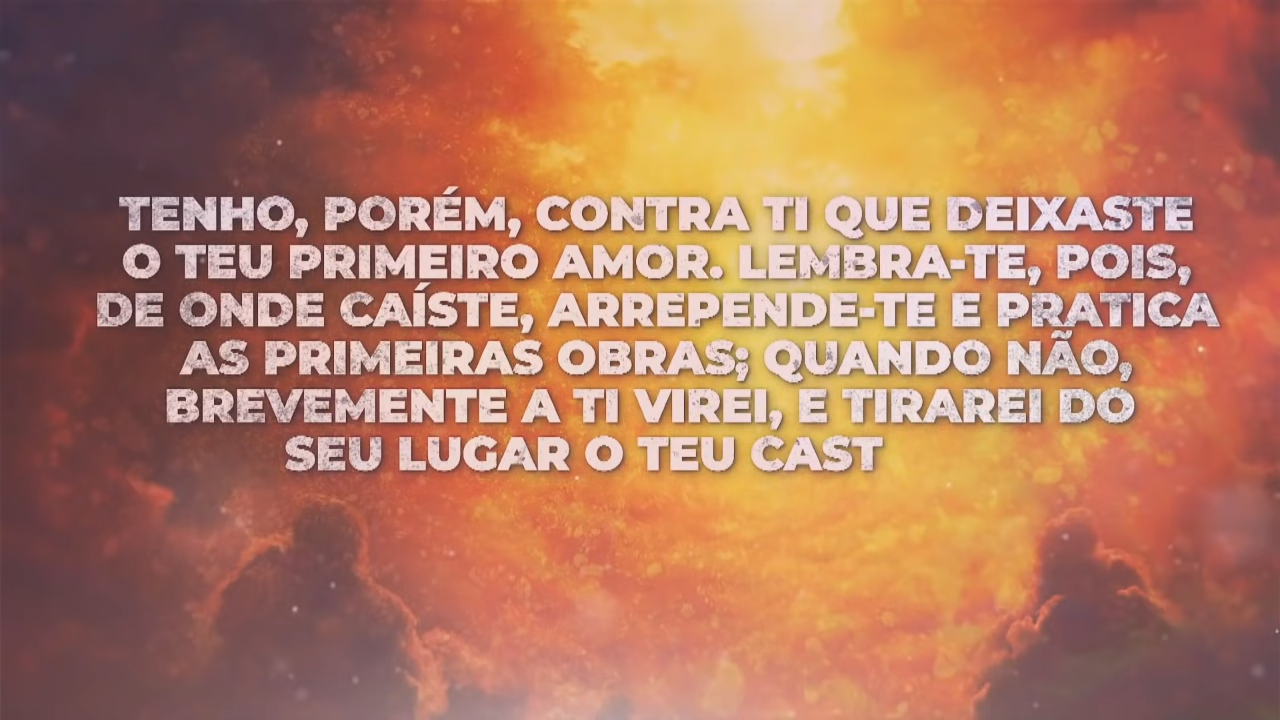 TENHO, PORÉM, CONTRA TI QUE DEIXASTE
O TEU PRIMEIRO AMOR. LEMBRA-TE, POIS,
DE ONDE CAÍSTE, ARREPENDE-TE E PRATICA
AS PRIMEIRAS OBRAS; QUANDO NÃO,
BREVEMENTE A TI VIREI, E TIRAREI DO
SEU LUGAR O TEU CAST